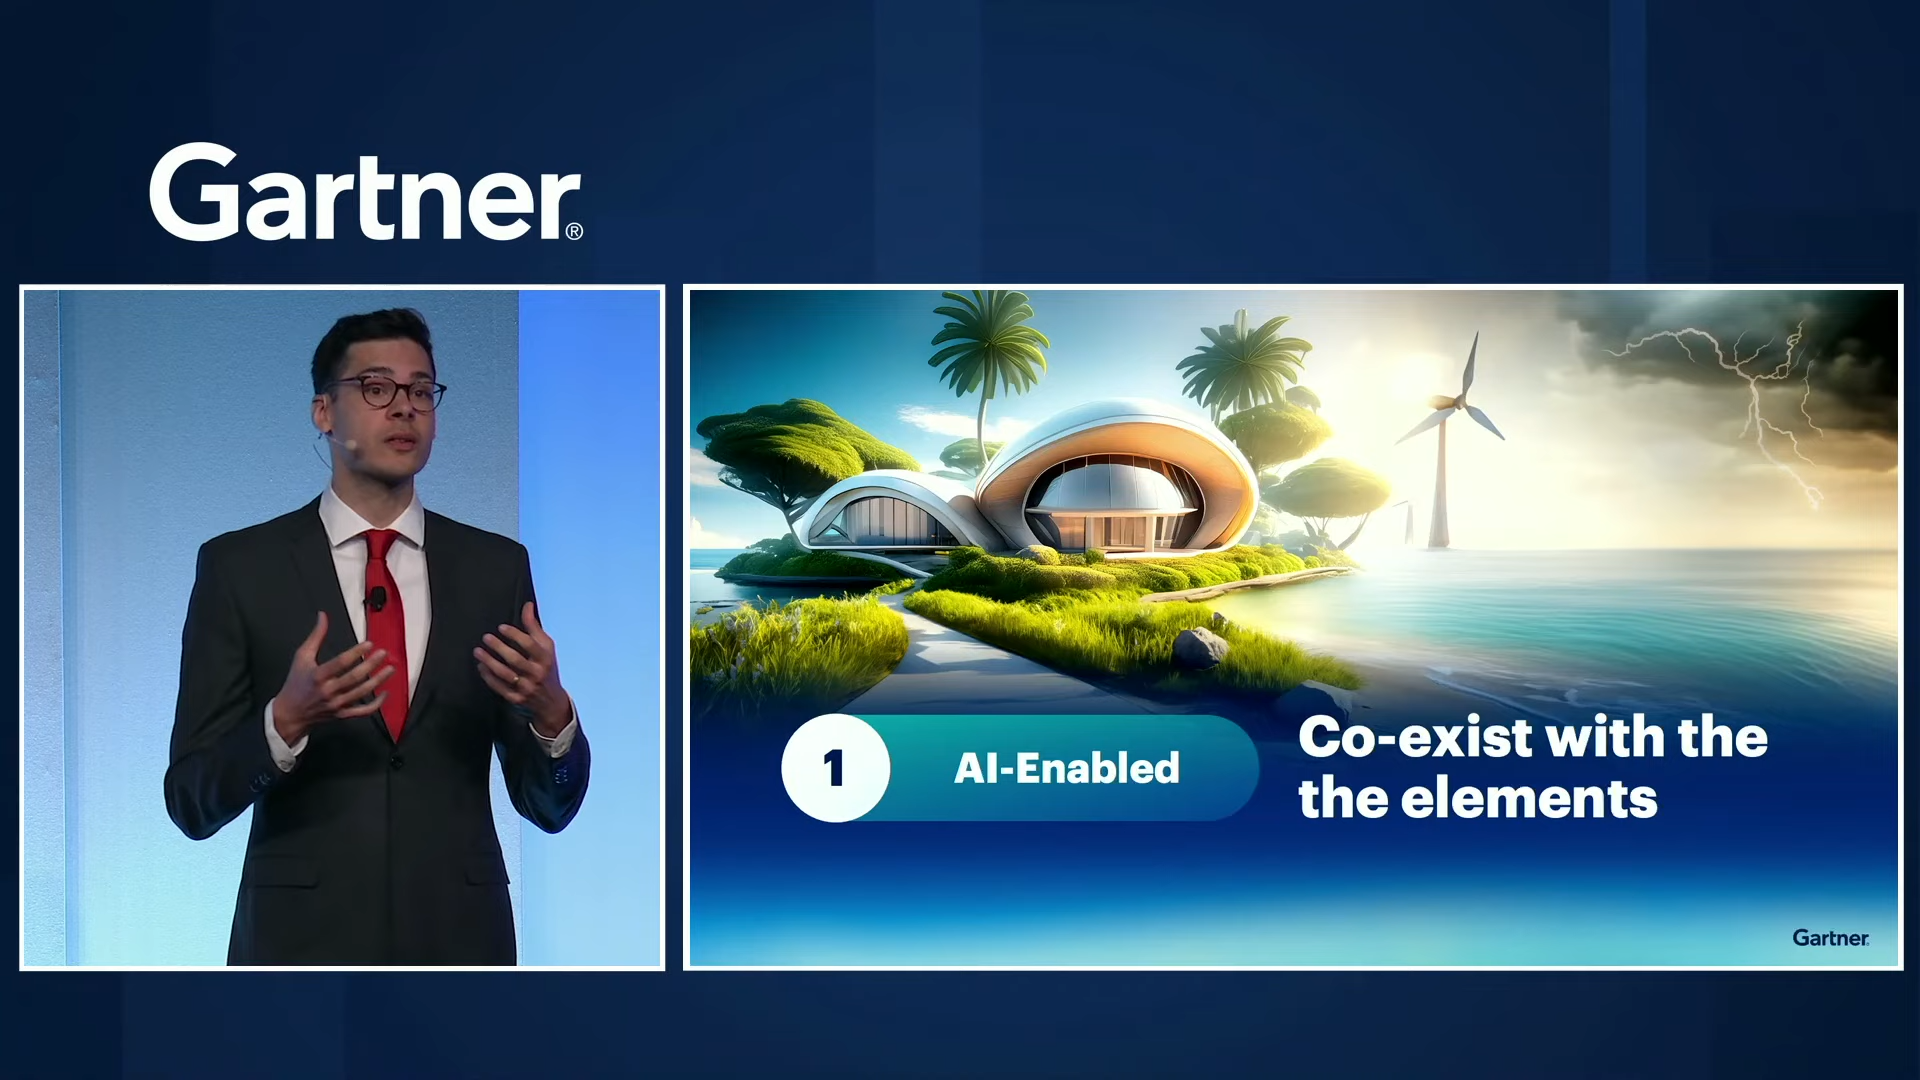 Gartner®
1
AI-Enabled
Co-exist with the
the elements
Gartner